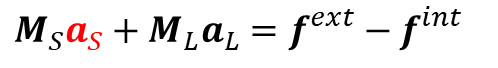 M_S a_S + M_L a_L = f^{ext} − f^{int}